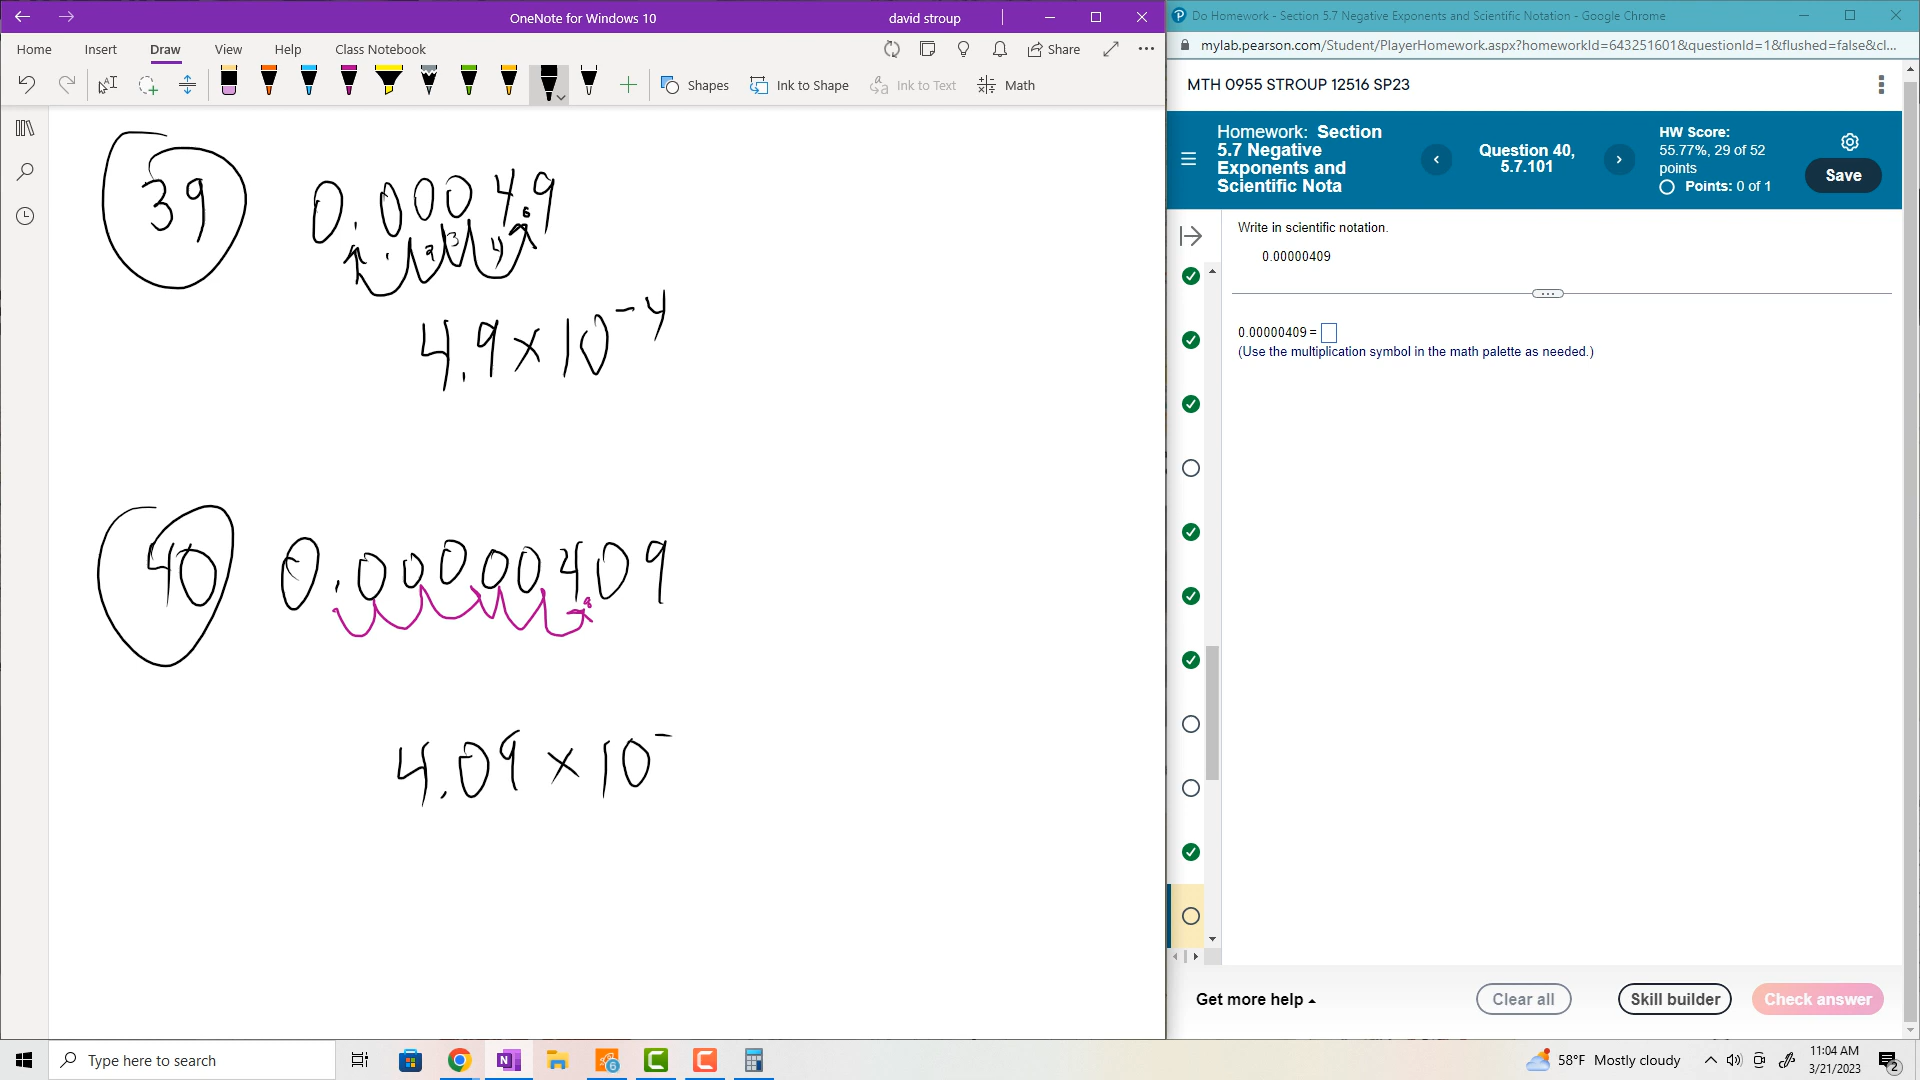 OneNote for Windows 10
david stroup
Do Homework - Section 5.7 Negative Exponents and Scientific Notation - Google Chrome
Home Insert Draw View Help Class Notebook
Share
mylab.pearson.com/Student/PlayerHomework.aspx?homeworkId=643251601&questionId=1&flushed=false&cl...
Shapes
Ink to Shape
Ink to Text
Math
MTH 0955 STROUP 12516 SP23
Homework: Section 5.7 Negative Exponents and Scientific Nota
Question 40, 5.7.101
HW Score: 55.77%, 29 of 52 points
Points: 0 of 1
Save
39 0.00049
1 2 3 4
4.9 × 10⁻⁴
40 0.00000409
4.09 × 10⁻
Write in scientific notation.
0.00000409
0.00000409 =
(Use the multiplication symbol in the math palette as needed.)
Get more help
Clear all
Skill builder
Check answer
Type here to search
58°F Mostly cloudy
11:04 AM
3/21/2023
2